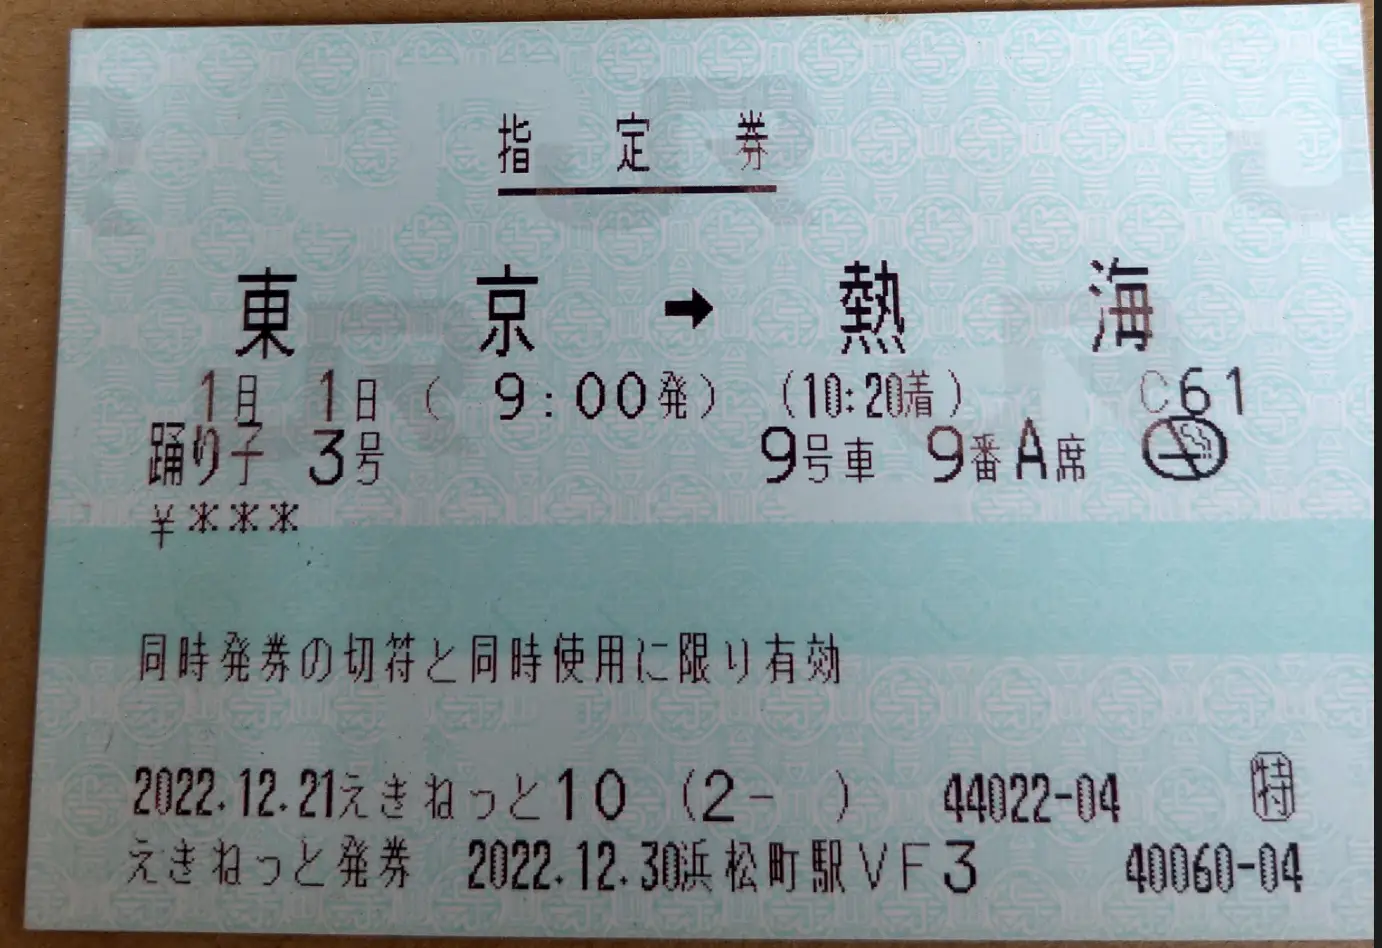 指定券
東京➡熱海
1月 1日( 9:00発) (10:20着) C61
踊り子 3号 9号車 9番A席
¥***
同時発券の切符と同時使用に限り有効
2022.12.21えきねっと10 (2- ) 44022-04 特
えきねっと発券 2022.12.30浜松町駅VF3 40060-04